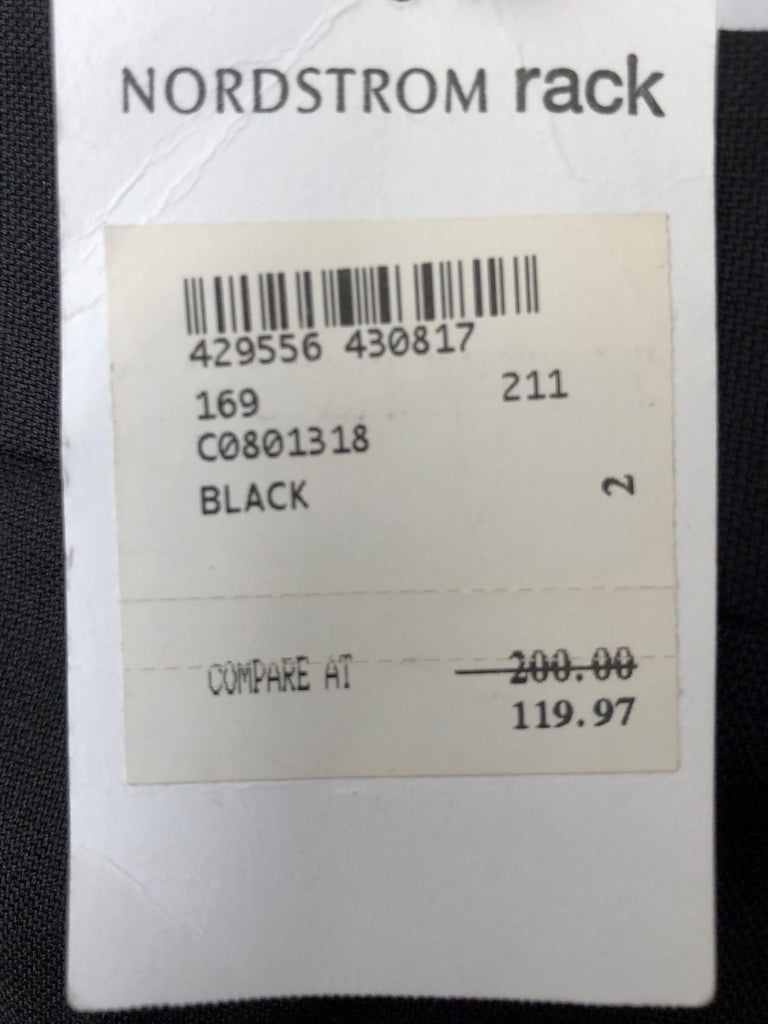 NORDSTROM rack
429556 430817
169 211
C0801318
BLACK 2
COMPARE AT 200.00
119.97